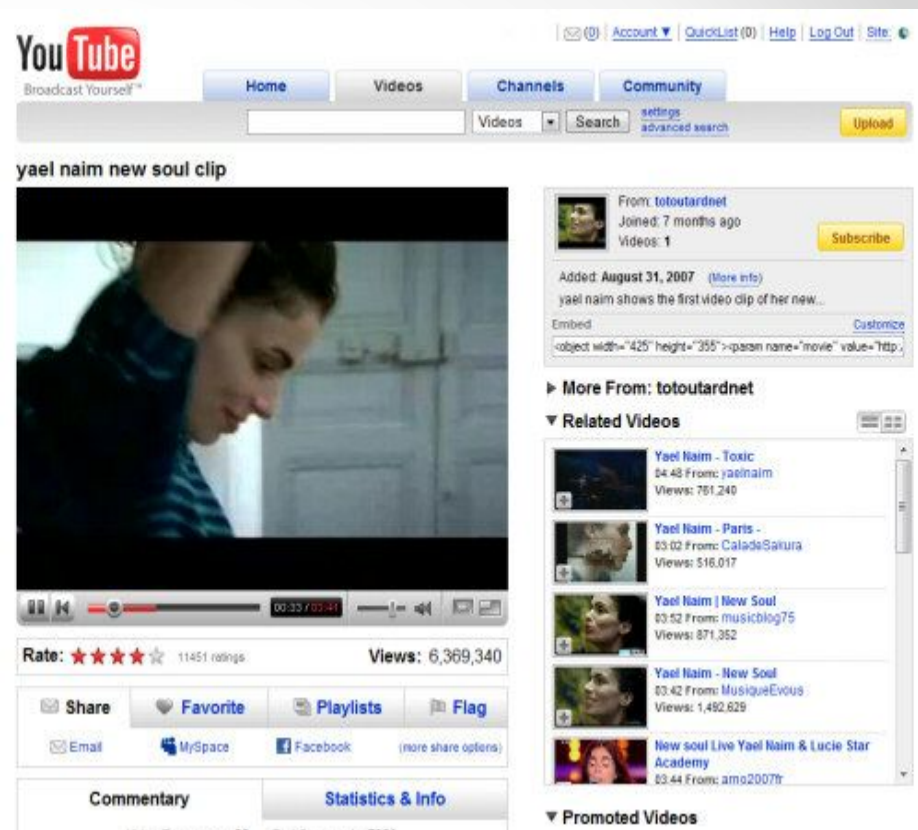 You Tube
Broadcast Yourself™
(0) | Account ▼ | QuickList (0) | Help | Log Out | Site:
Home Videos Channels Community
Videos Search settings
advanced search
Upload
yael naim new soul clip
From: totoutardnet
Joined: 7 months ago
Videos: 1
Subscribe
Added: August 31, 2007 (More info)
yael naim shows the first video clip of her new...
Embed Customize
<object width="425" height="355"><param name="movie" value="http:/
00:33 / 03:41
Rate: 11451 ratings Views: 6,369,340
Share Favorite Playlists Flag
Email MySpace Facebook (more share options)
Commentary Statistics & Info
More From: totoutardnet
Related Videos
Yael Naim - Toxic
04:48 From: yaelnaim
Views: 761,240
Yael Naim - Paris -
03:02 From: CaladeSakura
Views: 516,017
Yael Naim | New Soul
03:52 From: musicblog75
Views: 871,352
Yael Naim - New Soul
03:42 From: MusiqueEvous
Views: 1,492,629
New soul Live Yael Naim & Lucie Star
Academy
03:44 From: arno2007fr
Promoted Videos